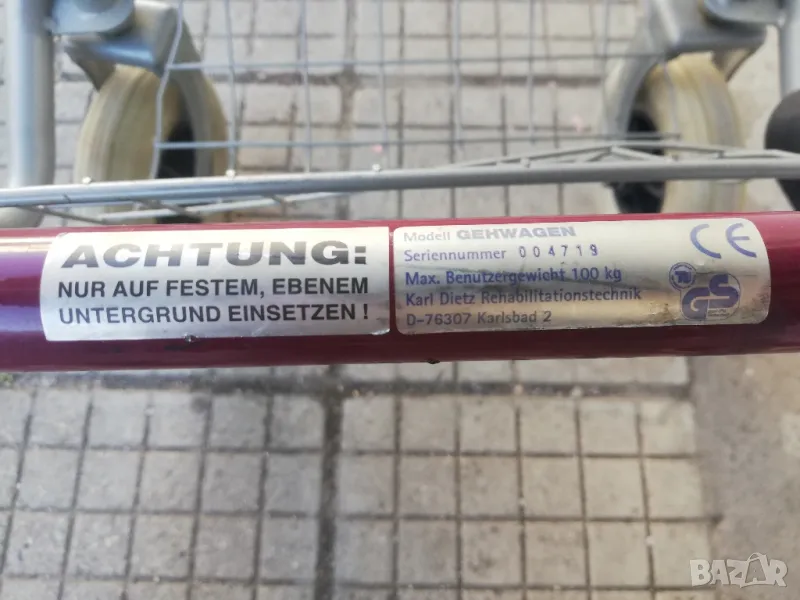 ACHTUNG:
NUR AUF FESTEM, EBENEM
UNTERGRUND EINSETZEN !
Modell GEHWAGEN
Seriennummer 004719
Max. Benutzergewicht 100 kg
Karl Dietz Rehabilitationstechnik
D-76307 Karlsbad 2
CE
GS
BAZAR